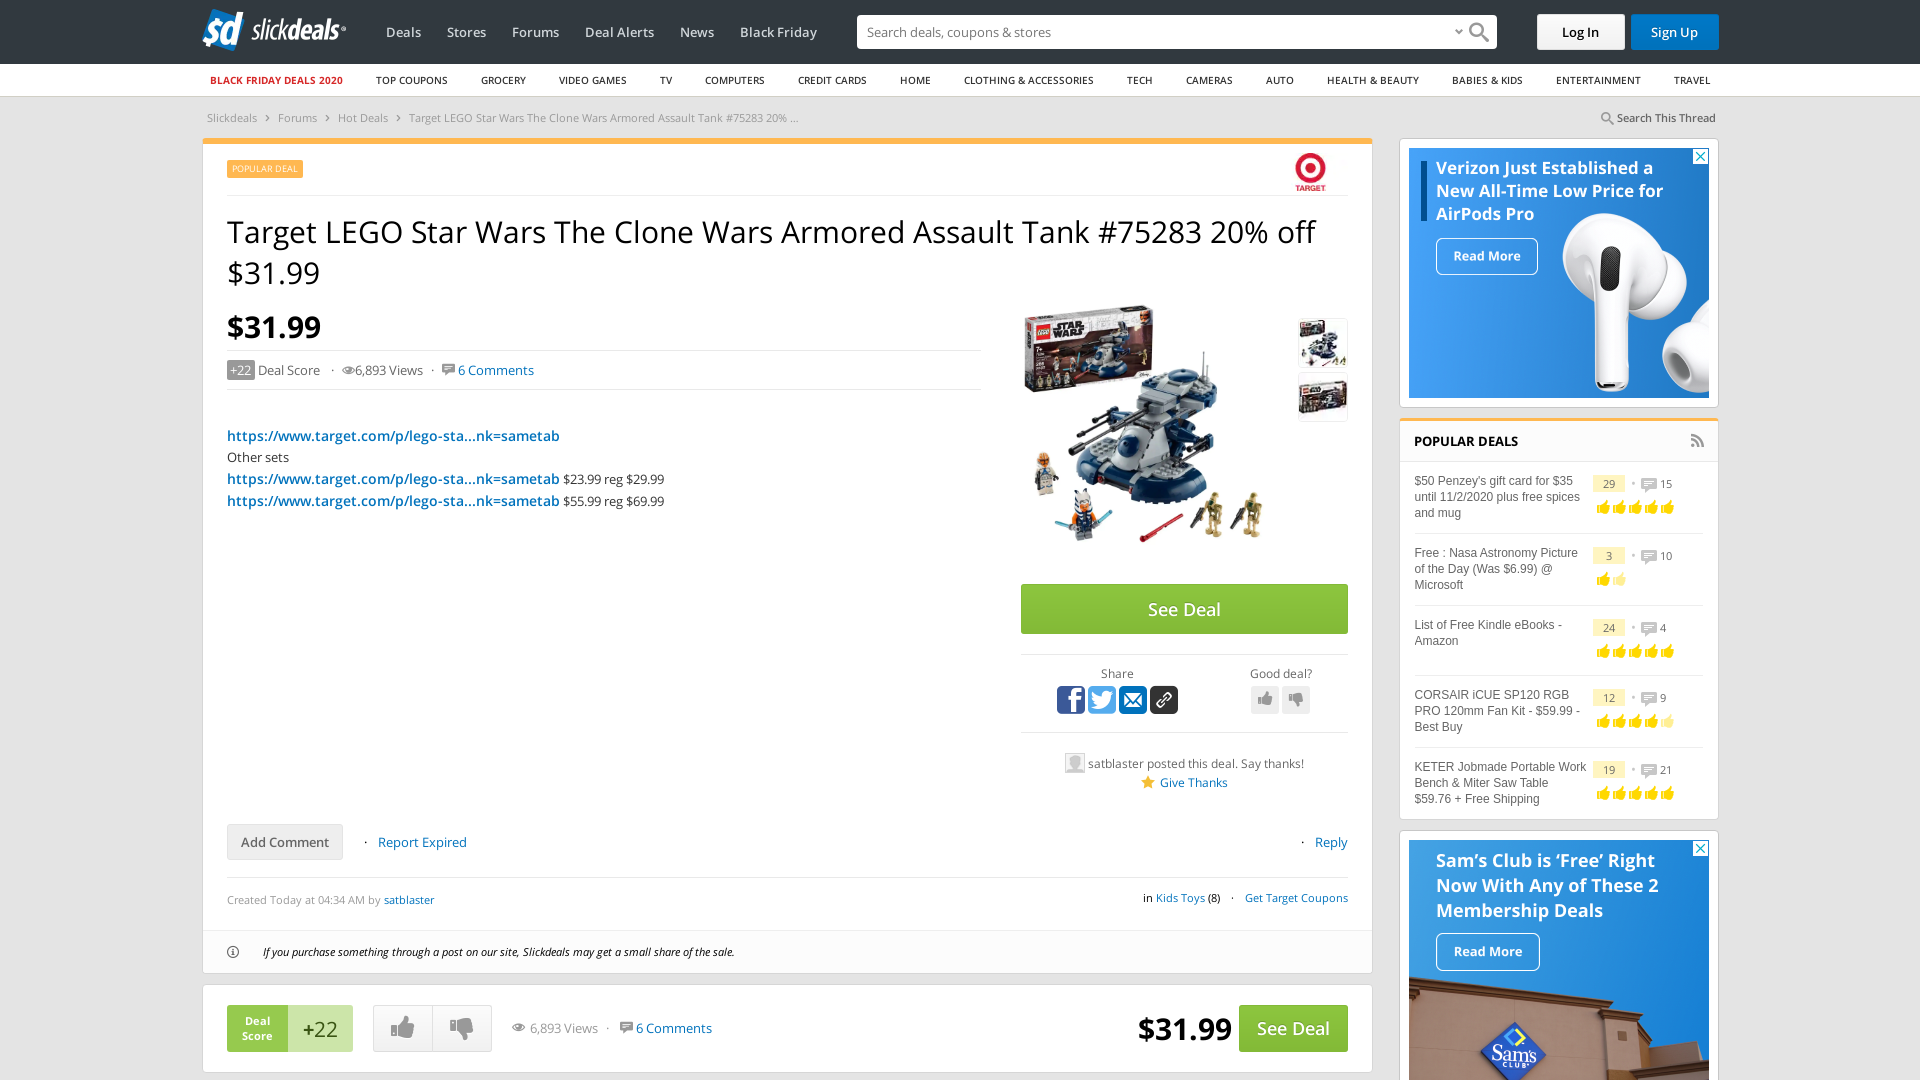 slickdeals
Deals
Stores
Forums
Deal Alerts
News
Black Friday
Search deals, coupons & stores
Log In
Sign Up
BLACK FRIDAY DEALS 2020
TOP COUPONS
GROCERY
VIDEO GAMES
TV
COMPUTERS
CREDIT CARDS
HOME
CLOTHING & ACCESSORIES
TECH
CAMERAS
AUTO
HEALTH & BEAUTY
BABIES & KIDS
ENTERTAINMENT
TRAVEL
Slickdeals › Forums › Hot Deals › Target LEGO Star Wars The Clone Wars Armored Assault Tank #75283 20% ...
Search This Thread
POPULAR DEAL
TARGET
Target LEGO Star Wars The Clone Wars Armored Assault Tank #75283 20% off
$31.99
$31.99
+22 Deal Score · 6,893 Views · 6 Comments
https://www.target.com/p/lego-sta...nk=sametab
Other sets
https://www.target.com/p/lego-sta...nk=sametab $23.99 reg $29.99
https://www.target.com/p/lego-sta...nk=sametab $55.99 reg $69.99
LEGO
STAR WARS
See Deal
Share
Good deal?
satblaster posted this deal. Say thanks!
Give Thanks
Add Comment · Report Expired
· Reply
Created Today at 04:34 AM by satblaster
in Kids Toys (8) · Get Target Coupons
If you purchase something through a post on our site, Slickdeals may get a small share of the sale.
Deal
Score
+22
6,893 Views · 6 Comments
$31.99
See Deal
Verizon Just Established a
New All-Time Low Price for
AirPods Pro
Read More
POPULAR DEALS
$50 Penzey's gift card for $35
until 11/2/2020 plus free spices
and mug
29 · 15
Free : Nasa Astronomy Picture
of the Day (Was $6.99) @
Microsoft
3 · 10
List of Free Kindle eBooks -
Amazon
24 · 4
CORSAIR iCUE SP120 RGB
PRO 120mm Fan Kit - $59.99 -
Best Buy
12 · 9
KETER Jobmade Portable Work
Bench & Miter Saw Table
$59.76 + Free Shipping
19 · 21
Sam's Club is ‘Free’ Right
Now With Any of These 2
Membership Deals
Read More
Sam's
CLUB